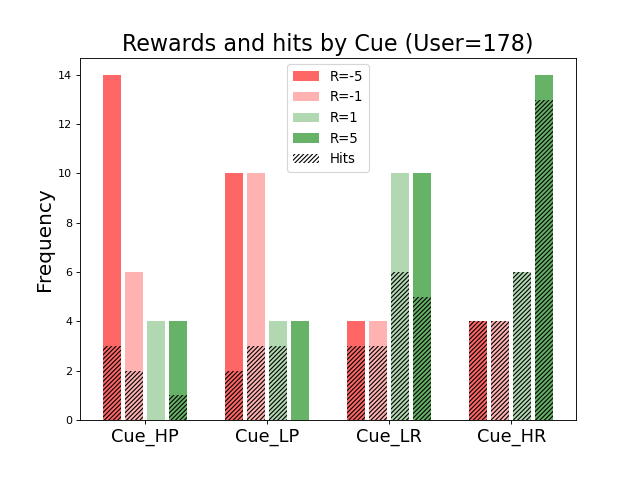 Rewards and hits by Cue (User=178)
R=-5
R=-1
R=1
R=5
Hits
Frequency
14
12
10
8
6
4
2
0
Cue_HP
Cue_LP
Cue_LR
Cue_HR